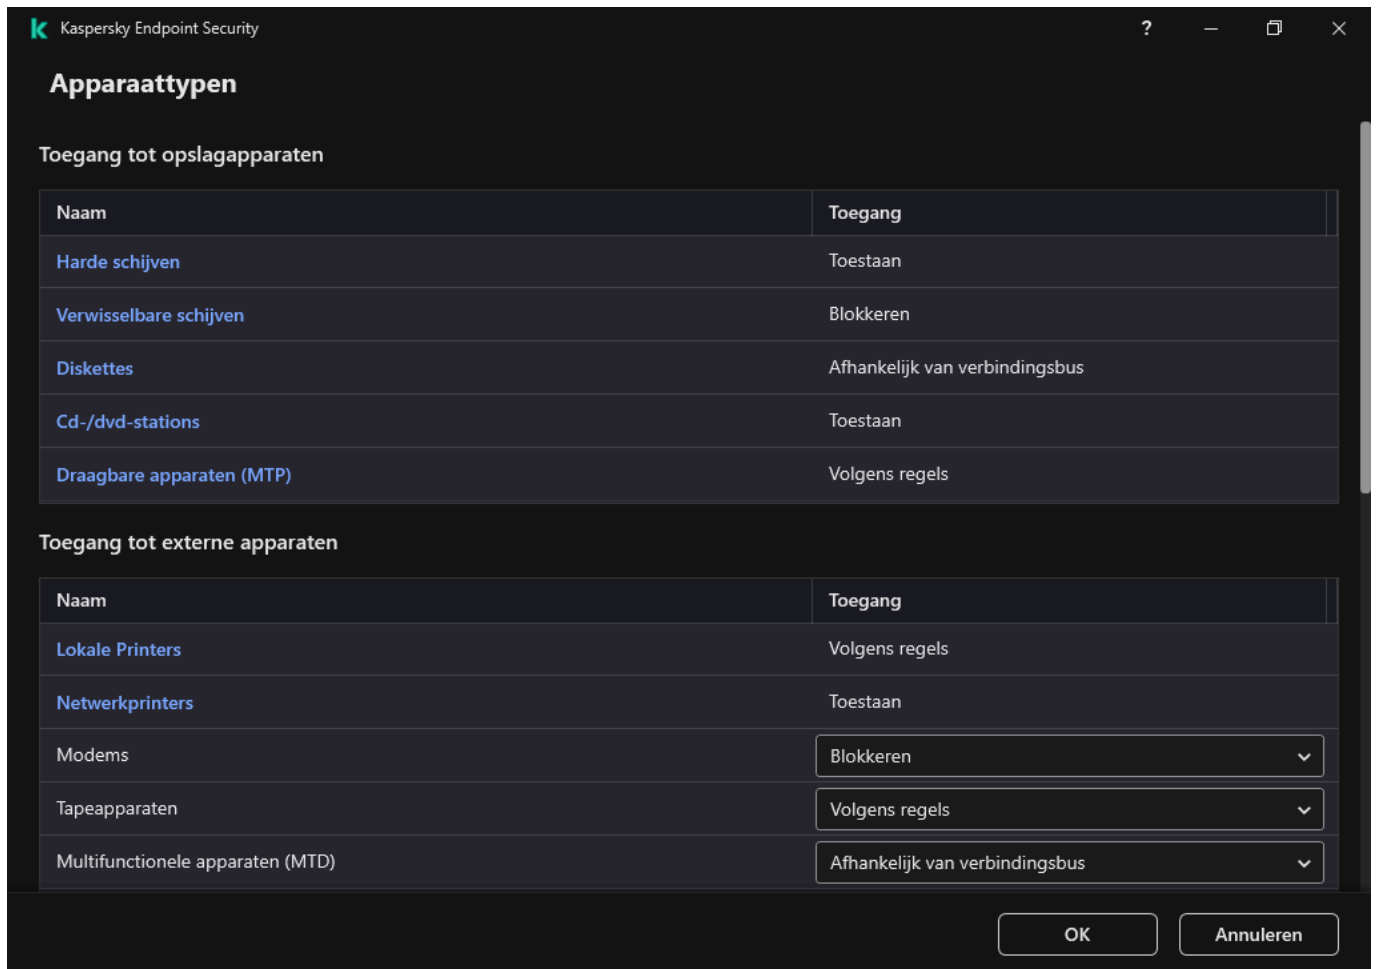 Kaspersky Endpoint Security
?
Apparaattypen
Toegang tot opslagapparaten
Naam Toegang
Harde schijven Toestaan
Verwisselbare schijven Blokkeren
Diskettes Afhankelijk van verbindingsbus
Cd-/dvd-stations Toestaan
Draagbare apparaten (MTP) Volgens regels
Toegang tot externe apparaten
Naam Toegang
Lokale Printers Volgens regels
Netwerkprinters Toestaan
Modems Blokkeren
Tapeapparaten Volgens regels
Multifunctionele apparaten (MTD) Afhankelijk van verbindingsbus
OK Annuleren